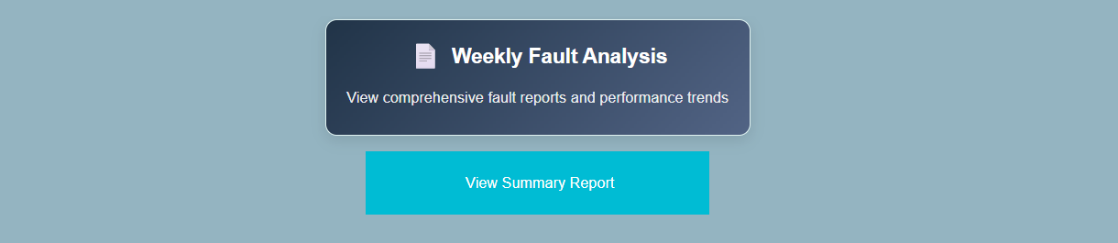 Weekly Fault Analysis
View comprehensive fault reports and performance trends
View Summary Report